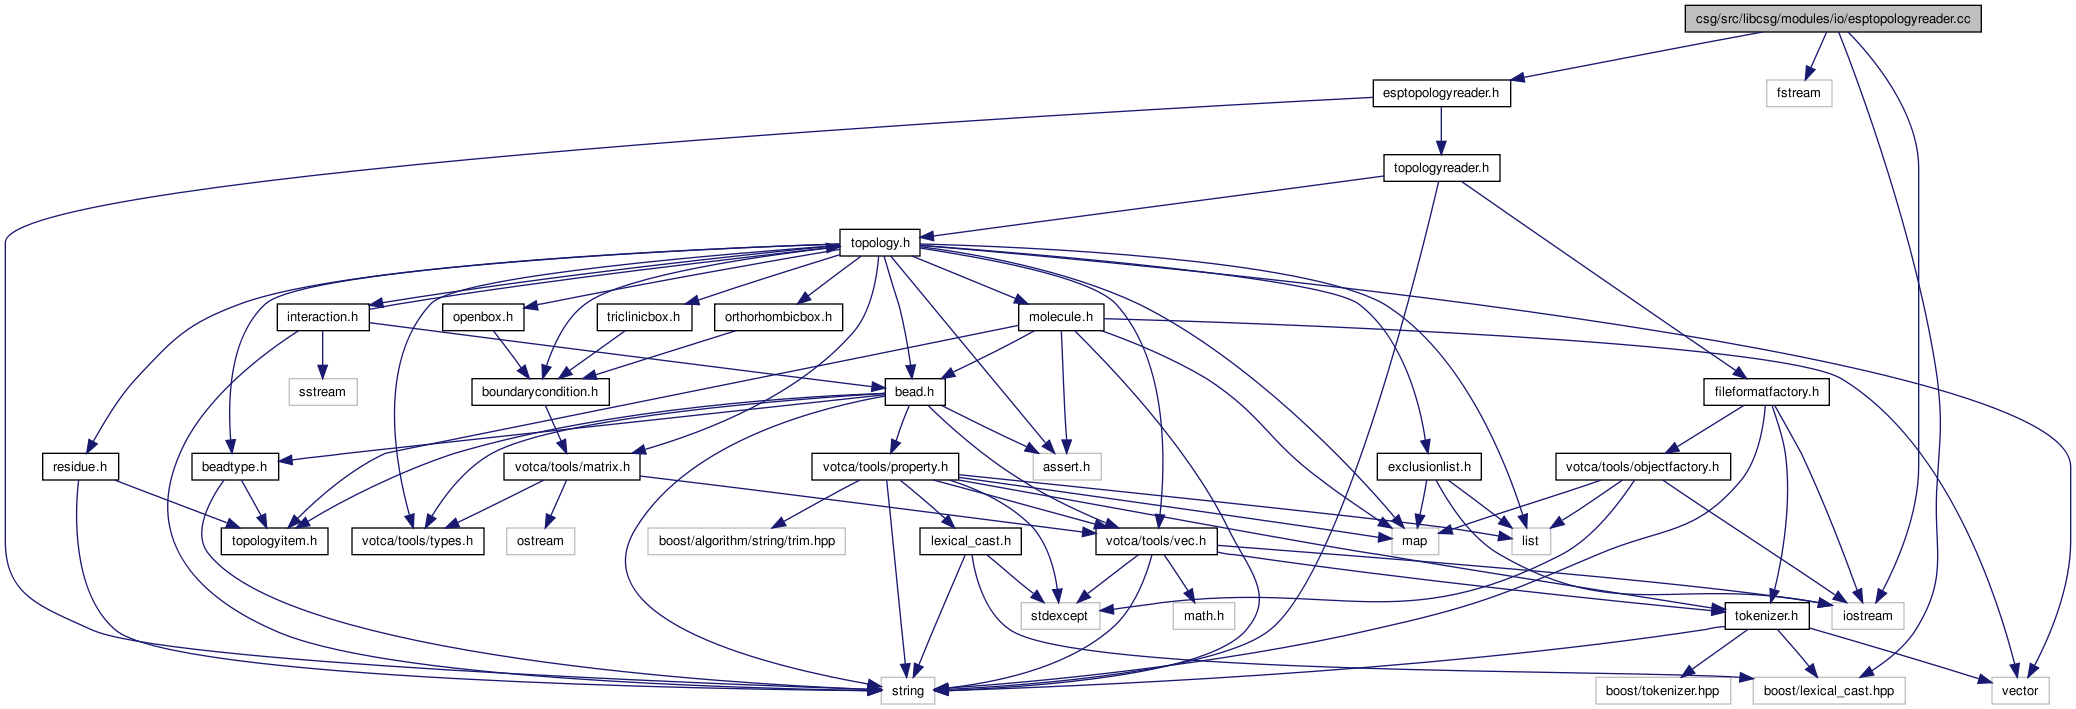 csg/src/libcsg/modules/io/esptopologyreader.cc
esptopologyreader.h
fstream
topologyreader.h
topology.h
interaction.h
openbox.h
triclinicbox.h
orthorhombicbox.h
molecule.h
sstream
boundarycondition.h
bead.h
fileformatfactory.h
residue.h
beadtype.h
votca/tools/matrix.h
votca/tools/property.h
assert.h
exclusionlist.h
votca/tools/objectfactory.h
topologyitem.h
votca/tools/types.h
ostream
boost/algorithm/string/trim.hpp
lexical_cast.h
votca/tools/vec.h
map
list
stdexcept
math.h
tokenizer.h
iostream
string
boost/tokenizer.hpp
boost/lexical_cast.hpp
vector